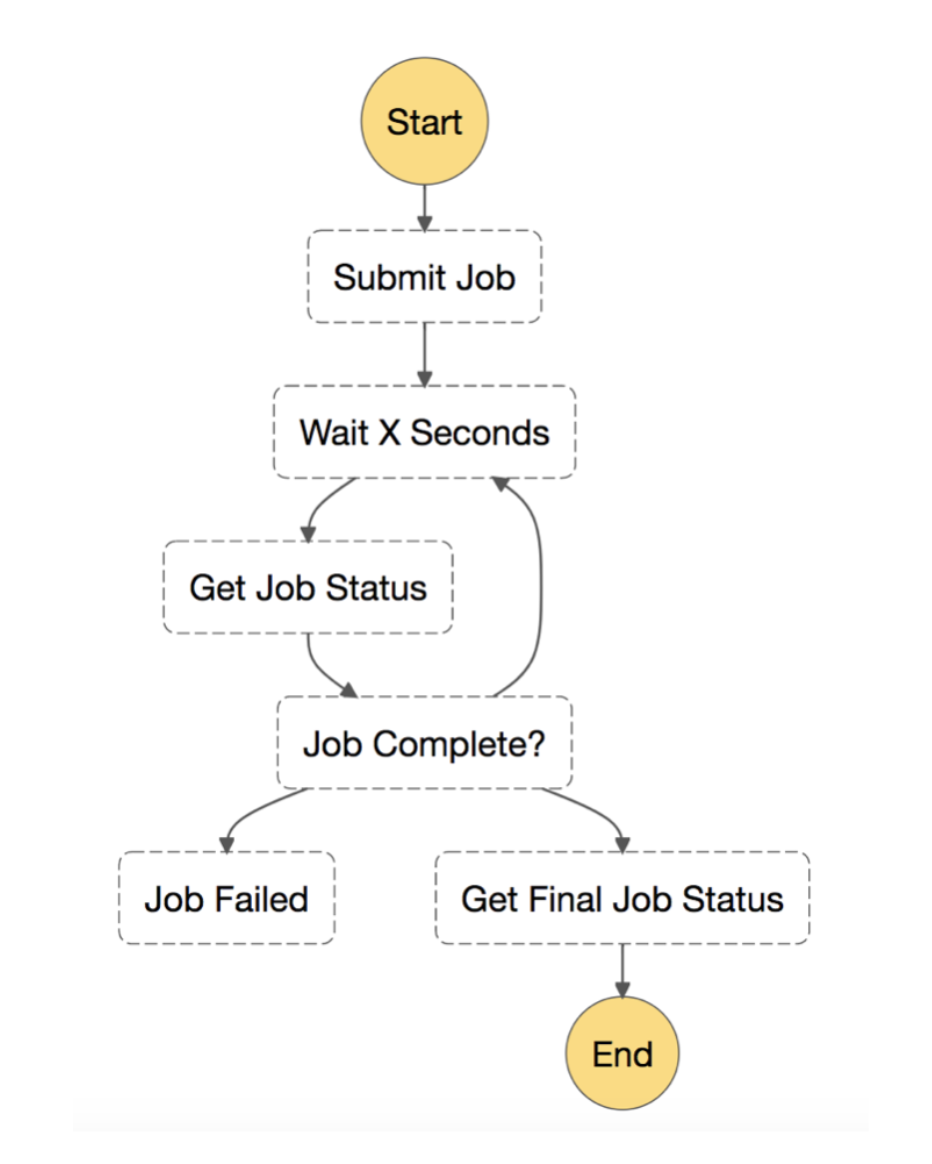 Start
Submit Job
Wait X Seconds
Get Job Status
Job Complete?
Job Failed
Get Final Job Status
End